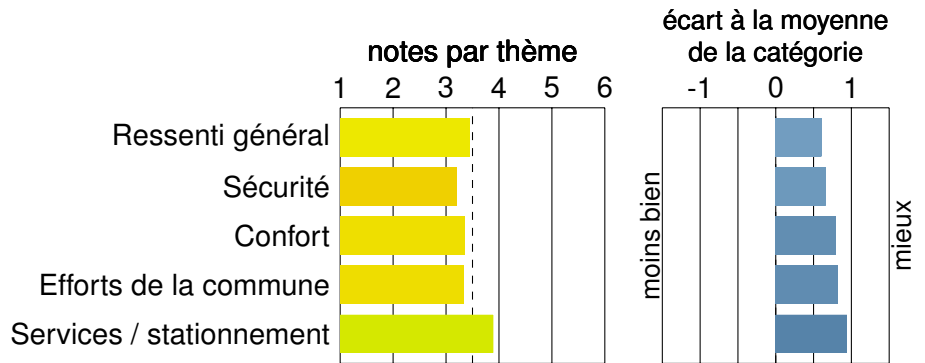 notes par thème
1 2 3 4 5 6
écart à la moyenne
de la catégorie
-1 0 1
Ressenti général
Sécurité
Confort
Efforts de la commune
Services / stationnement
moins bien
mieux